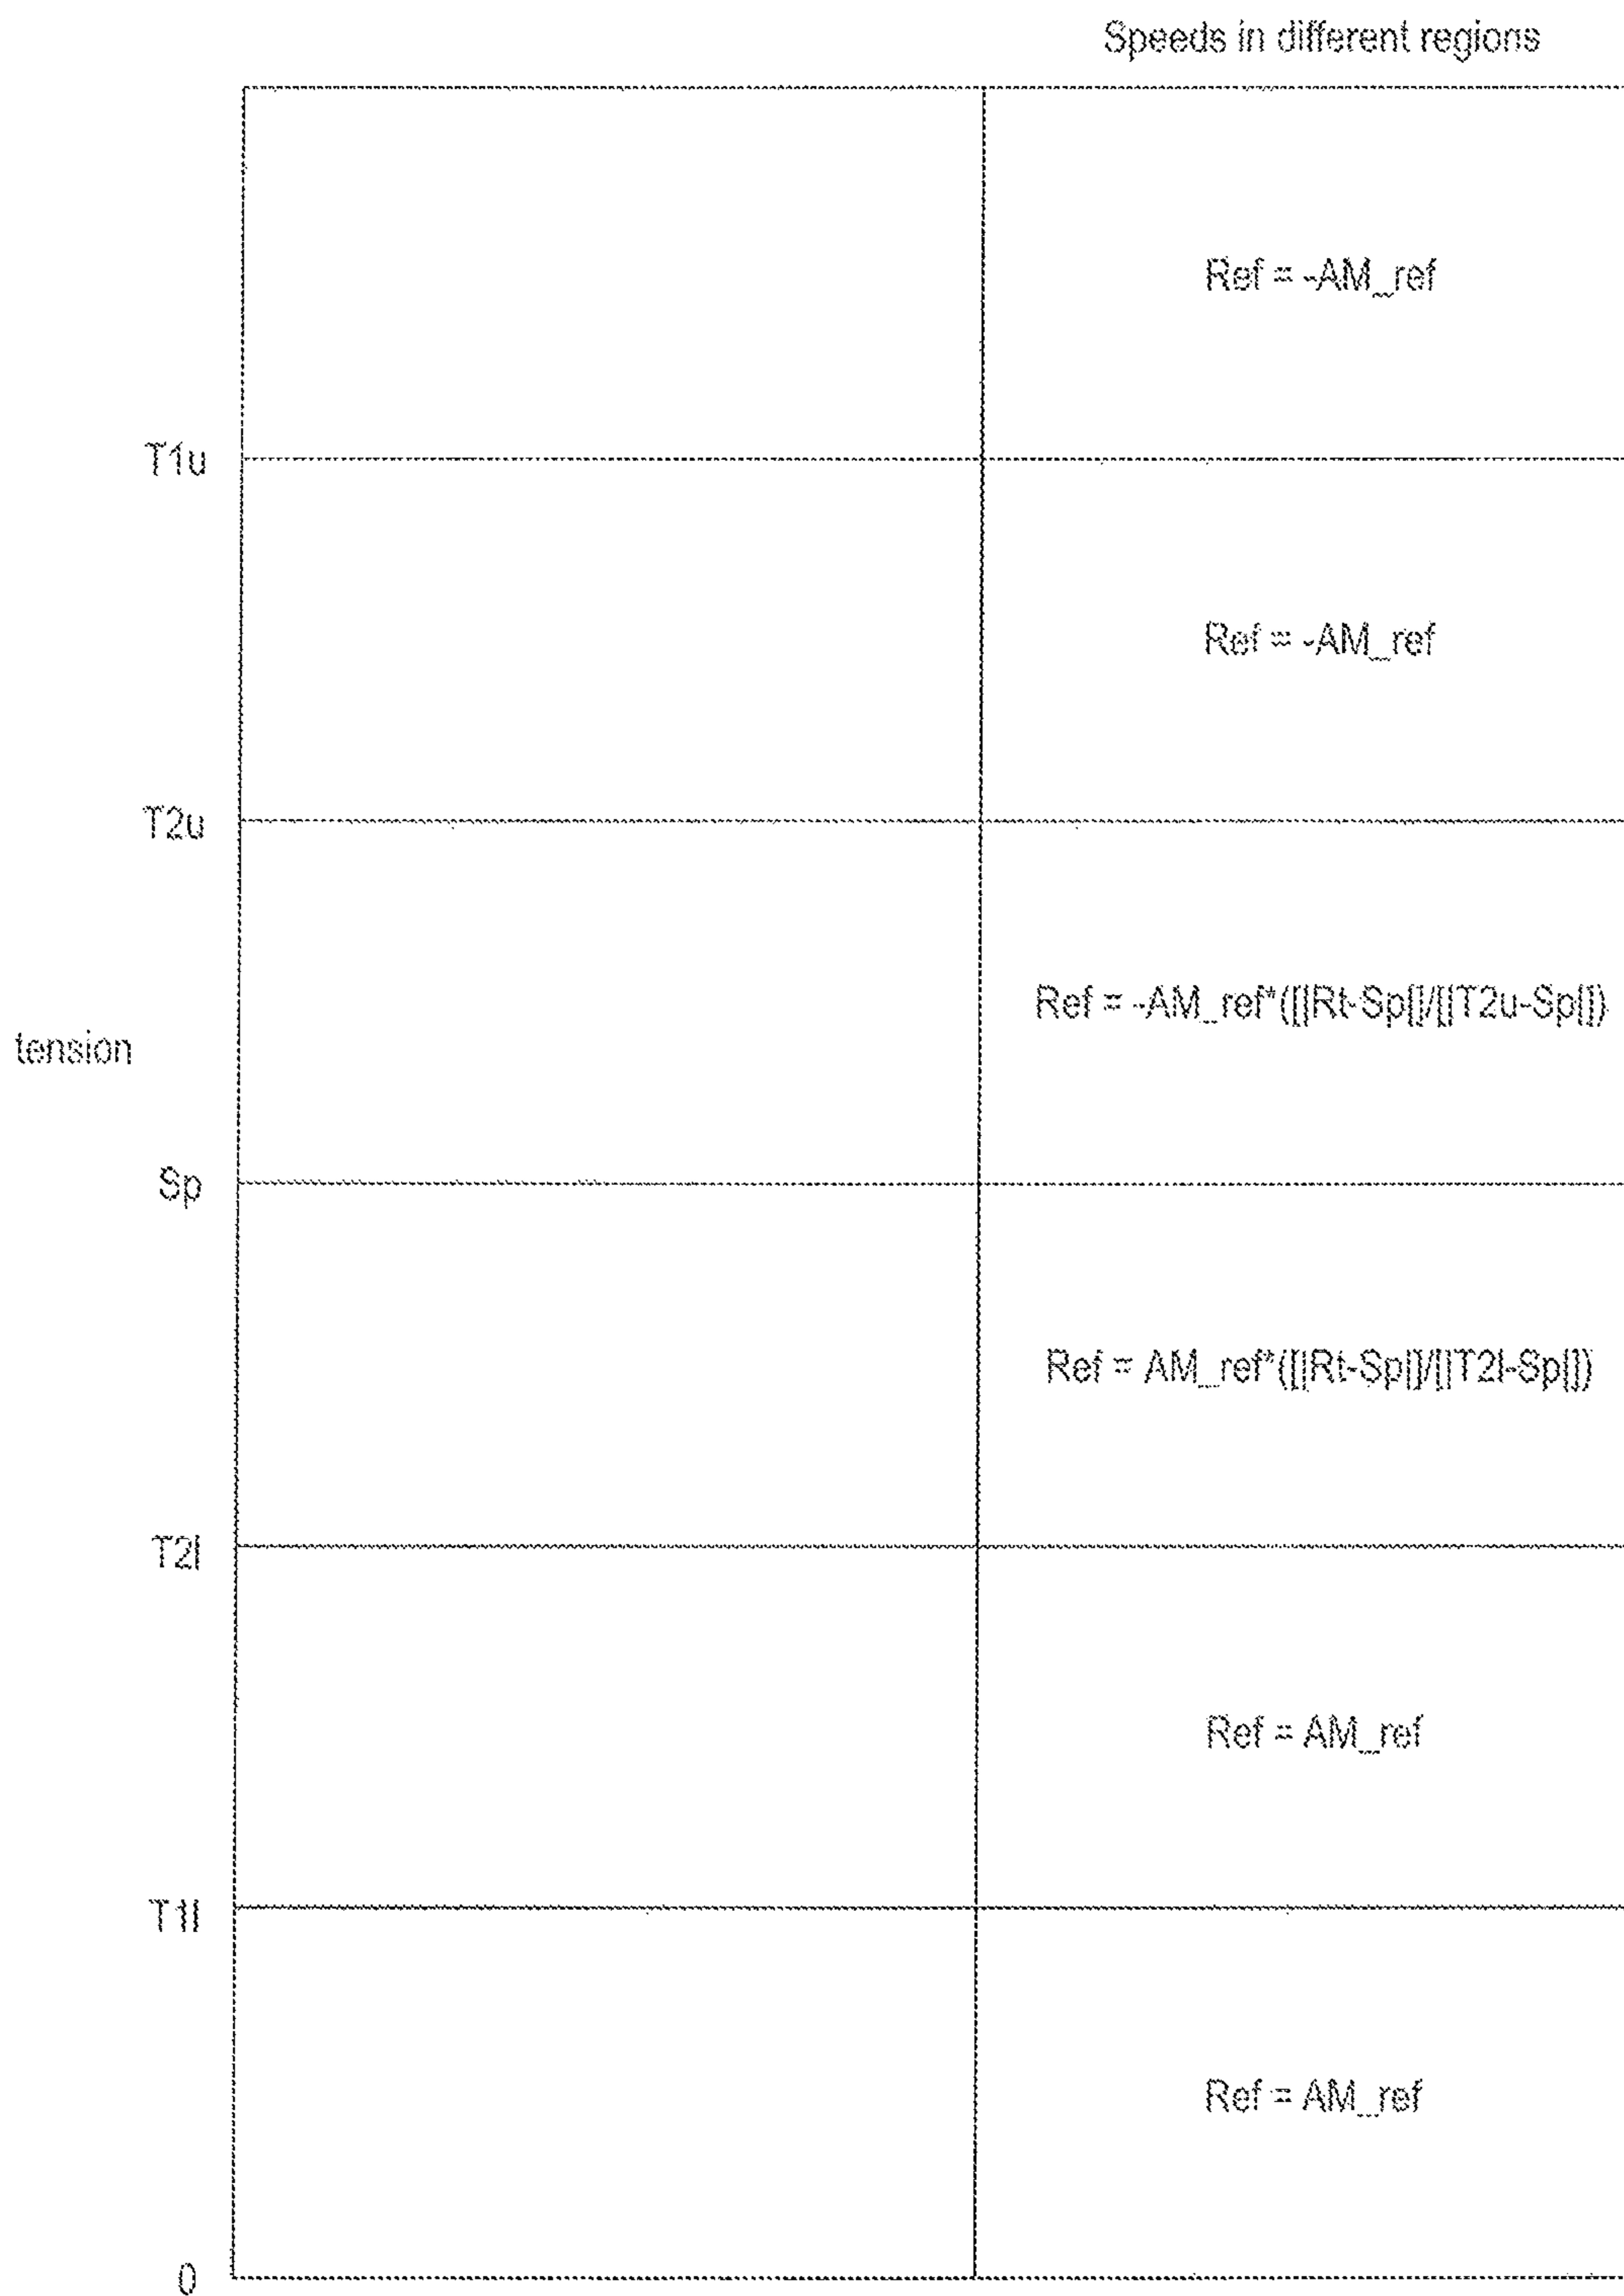 Speeds in different regions
Ref = -AM_ref
T1u
Ref = -AM_ref
T2u
Ref = -AM_ref*([|Rt-Sp|]/[|T2u-Sp|])
tension
Sp
Ref = AM_ref*([|Rt-Sp|]/[|T2l-Sp|])
T2l
Ref = AM_ref
T1l
Ref = AM_ref
0